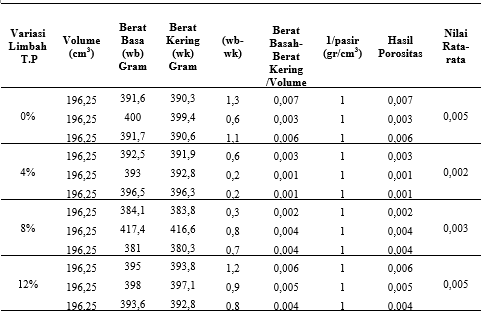 Variasi Limbah T.P | Volume (cm³) | Berat Basa (wb) Gram | Berat Kering (wk) Gram | (wb-wk) | Berat Basah-Berat Kering /Volume | 1/pasir (gr/cm³) | Hasil Porositas | Nilai Rata-rata
196,25 391,6 390,3 1,3 0,007 1 0,007
0% 196,25 400 399,4 0,6 0,003 1 0,003 0,005
196,25 391,7 390,6 1,1 0,006 1 0,006
196,25 392,5 391,9 0,6 0,003 1 0,003
4% 196,25 393 392,8 0,2 0,001 1 0,001 0,002
196,25 396,5 396,3 0,2 0,001 1 0,001
196,25 384,1 383,8 0,3 0,002 1 0,002
8% 196,25 417,4 416,6 0,8 0,004 1 0,004 0,003
196,25 381 380,3 0,7 0,004 1 0,004
196,25 395 393,8 1,2 0,006 1 0,006
12% 196,25 398 397,1 0,9 0,005 1 0,005 0,005
196,25 393,6 392,8 0,8 0,004 1 0,004